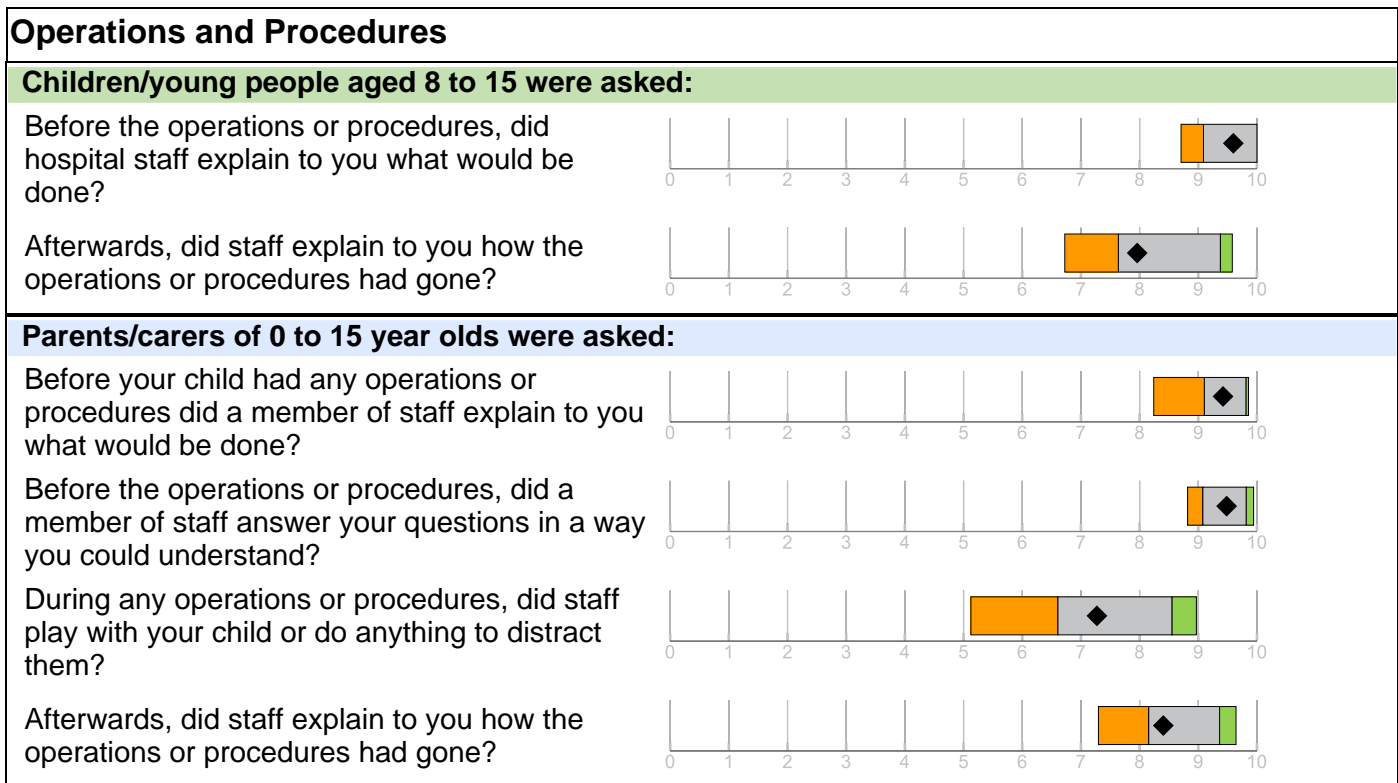 Operations and Procedures
Children/young people aged 8 to 15 were asked:
Before the operations or procedures, did
hospital staff explain to you what would be
done?
0 1 2 3 4 5 6 7 8 9 10
Afterwards, did staff explain to you how the
operations or procedures had gone?
0 1 2 3 4 5 6 7 8 9 10
Parents/carers of 0 to 15 year olds were asked:
Before your child had any operations or
procedures did a member of staff explain to you
what would be done?
0 1 2 3 4 5 6 7 8 9 10
Before the operations or procedures, did a
member of staff answer your questions in a way
you could understand?
0 1 2 3 4 5 6 7 8 9 10
During any operations or procedures, did staff
play with your child or do anything to distract
them?
0 1 2 3 4 5 6 7 8 9 10
Afterwards, did staff explain to you how the
operations or procedures had gone?
0 1 2 3 4 5 6 7 8 9 10